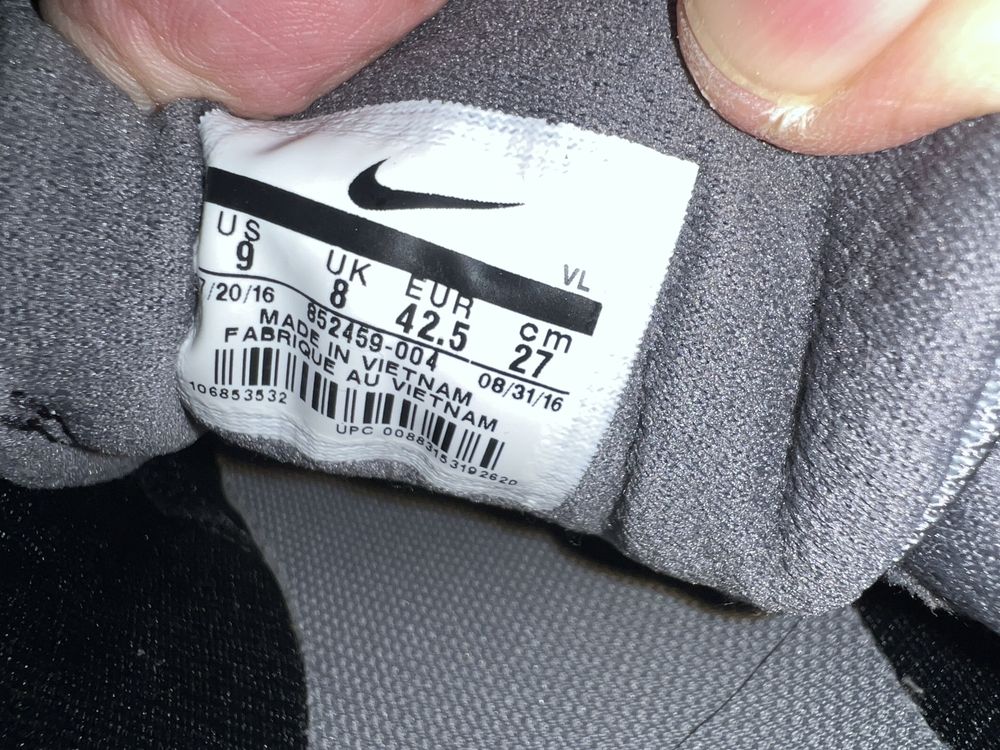 VL
US UK EUR cm
9 8 42.5 27
7/20/16 852459-004 08/31/16
MADE IN VIETNAM
FABRIQUE AU VIETNAM
106853532
UPC 00883153192620